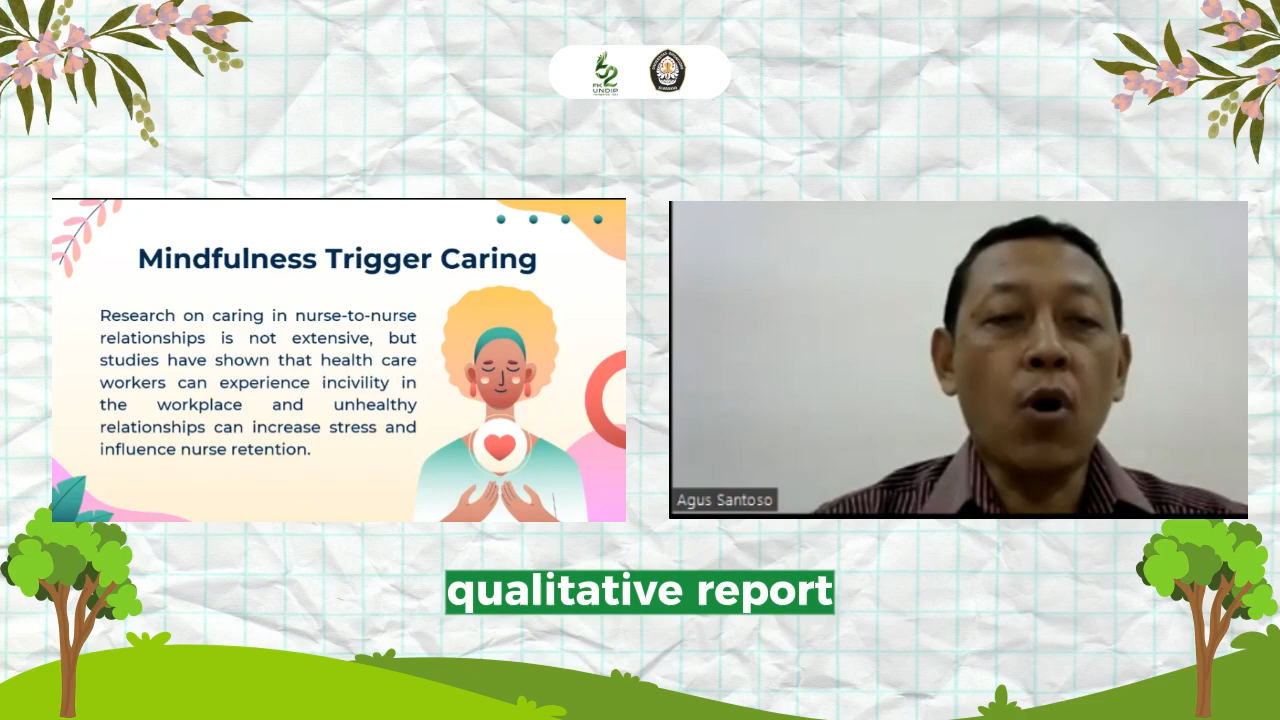 FK
UNDIP
Mindfulness Trigger Caring
Research on caring in nurse-to-nurse
relationships is not extensive, but
studies have shown that health care
workers can experience incivility in
the workplace and unhealthy
relationships can increase stress and
influence nurse retention.
Agus Santoso
qualitative report